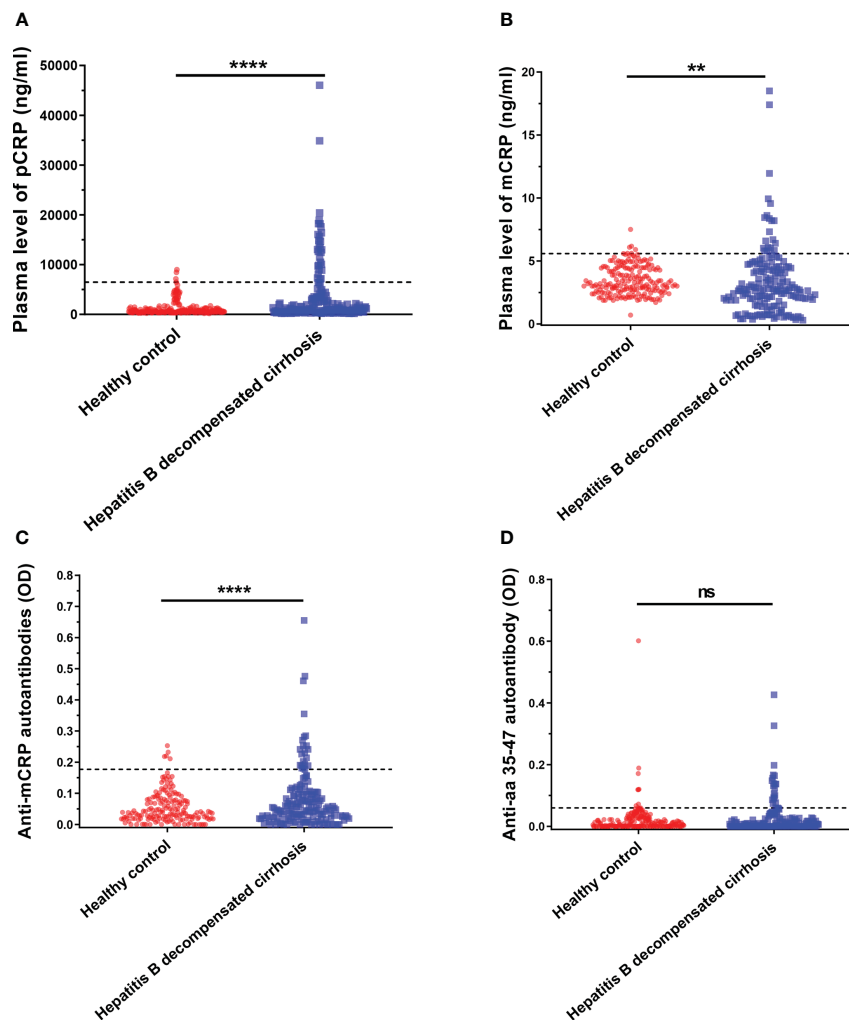 A
Plasma level of pCRP (ng/ml)
50000
40000
30000
20000
10000
0
****
Healthy control
Hepatitis B decompensated cirrhosis
B
Plasma level of mCRP (ng/ml)
20
15
10
5
0
**
Healthy control
Hepatitis B decompensated cirrhosis
C
Anti-mCRP autoantibodies (OD)
0.8
0.7
0.6
0.5
0.4
0.3
0.2
0.1
0.0
****
Healthy control
Hepatitis B decompensated cirrhosis
D
Anti-aa 35-47 autoantibody (OD)
0.8
0.6
0.4
0.2
0.0
ns
Healthy control
Hepatitis B decompensated cirrhosis